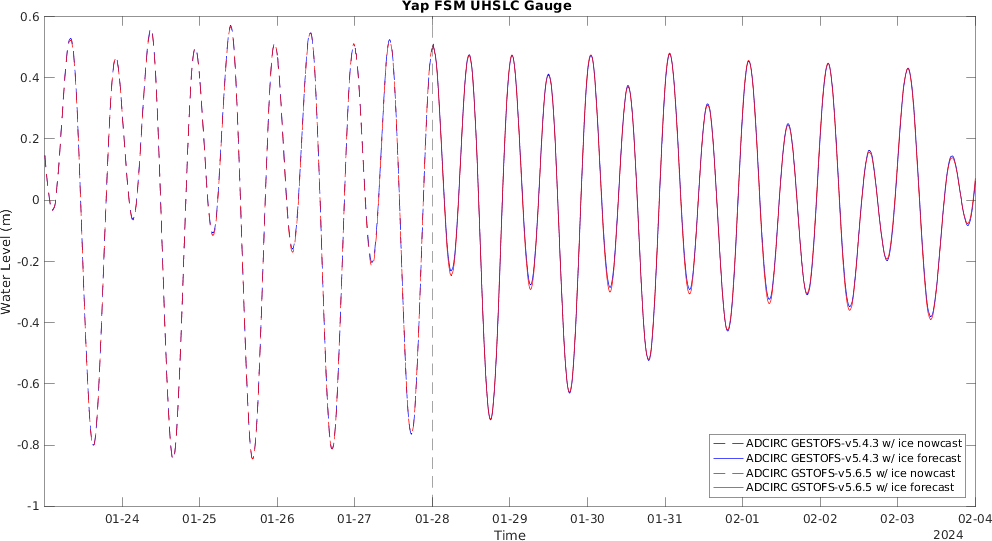 Yap FSM UHSLC Gauge
0.6
0.4
0.2
0
-0.2
-0.4
-0.6
-0.8
-1
Water Level (m)
ADCIRC GESTOFS-v5.4.3 w/ ice nowcast
ADCIRC GESTOFS-v5.4.3 w/ ice forecast
ADCIRC GSTOFS-v5.6.5 w/ ice nowcast
ADCIRC GSTOFS-v5.6.5 w/ ice forecast
01-24 01-25 01-26 01-27 01-28 01-29 01-30 01-31 02-01 02-02 02-03 02-04
Time
2024